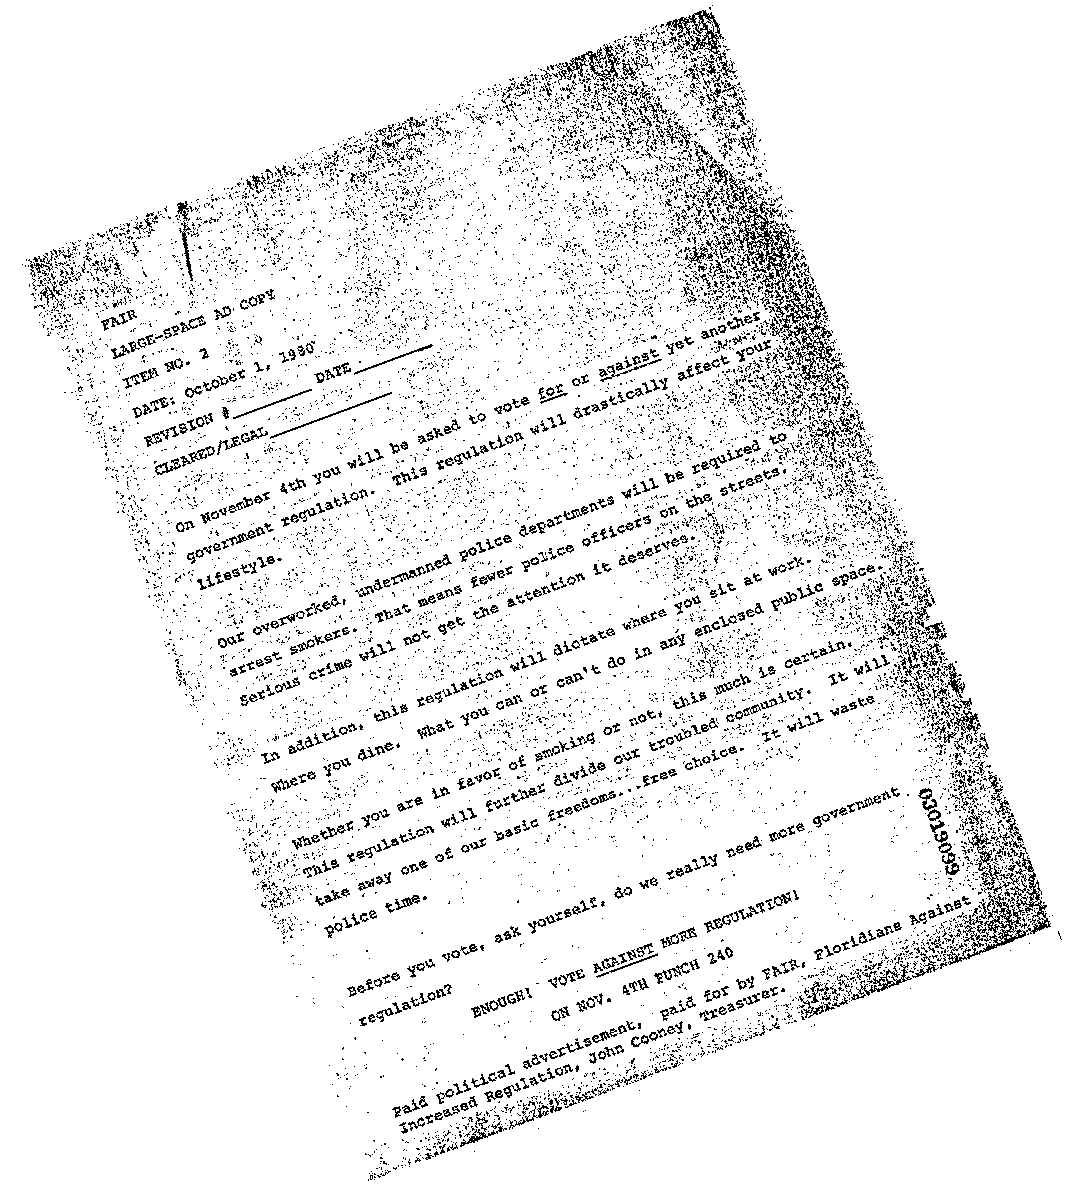 FAIR
LARGE-SPACE AD COPY
ITEM NO. 2
DATE: October 1, 1980
REVISION #________ DATE________
CLEARED/LEGAL____________
On November 4th you will be asked to vote for or against yet another
government regulation. This regulation will drastically affect your
lifestyle.
Our overworked, undermanned police departments will be required to
arrest smokers. That means fewer police officers on the streets.
Serious crime will not get the attention it deserves.
In addition, this regulation will dictate where you sit at work.
Where you dine. What you can or can't do in any enclosed public space.
Whether you are in favor of smoking or not, this much is certain.
This regulation will further divide our troubled community. It will
take away one of our basic freedoms...free choice. It will waste
police time.
Before you vote, ask yourself, do we really need more government
regulation?
ENOUGH! VOTE AGAINST MORE REGULATION!
ON NOV. 4TH PUNCH 240
Paid political advertisement, paid for by FAIR, Floridians Against
Increased Regulation, John Cooney, Treasurer.
03019099